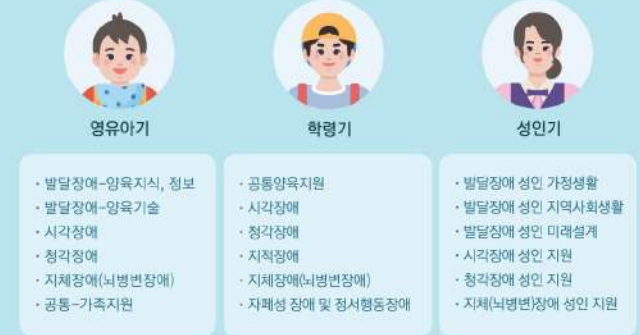 영유아기
· 발달장애-양육지식, 정보
· 발달장애-양육기술
· 시각장애
· 청각장애
· 지체장애(뇌병변장애)
· 공통-가족지원
학령기
· 공통양육지원
· 시각장애
· 청각장애
· 지적장애
· 지체장애(뇌병변장애)
· 자폐성 장애 및 정서행동장애
성인기
· 발달장애 성인 가정생활
· 발달장애 성인 지역사회생활
· 발달장애 성인 미래설계
· 시각장애 성인 지원
· 청각장애 성인 지원
· 지체(뇌병변)장애 성인 지원